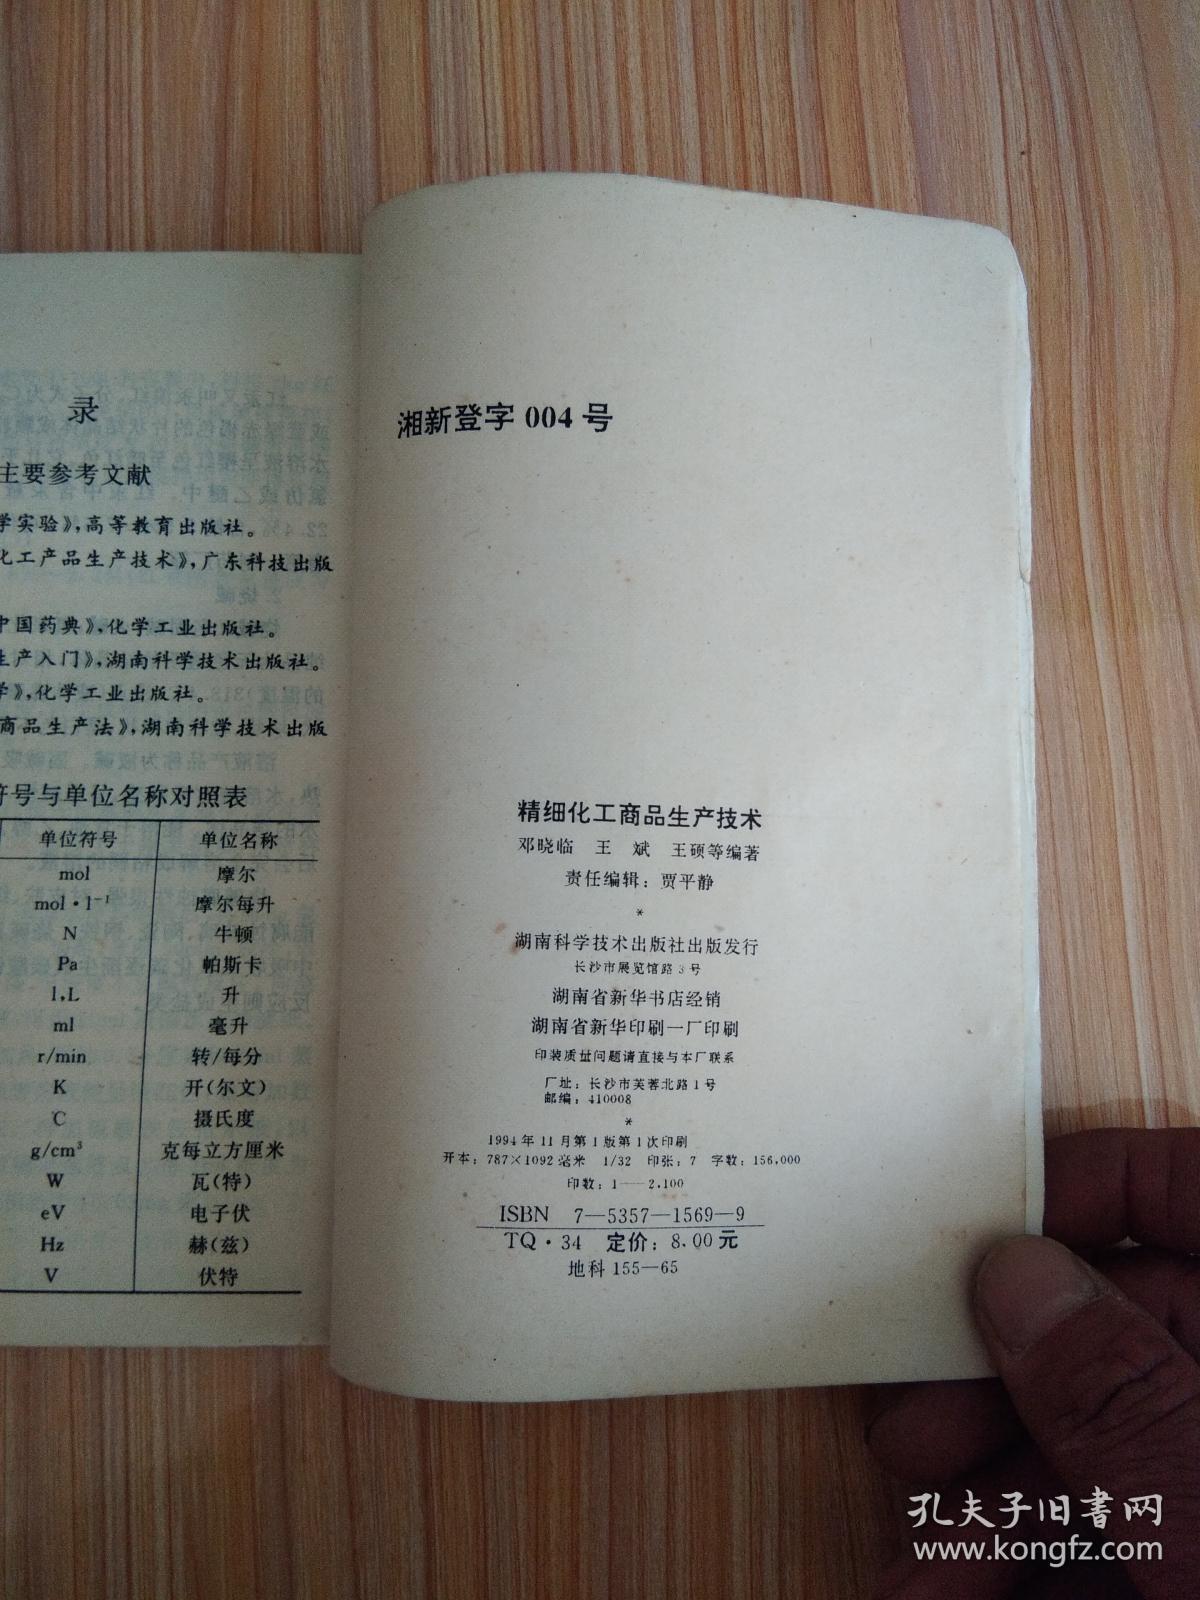 录
主要参考文献
学实验》,高等教育出版社。
化工产品生产技术》,广东科技出版
中国药典》,化学工业出版社。
生产入门》,湖南科学技术出版社。
学》,化学工业出版社。
商品生产法》,湖南科学技术出版
符号与单位名称对照表
单位符号 单位名称
mol 摩尔
mol·l⁻¹ 摩尔每升
N 牛顿
Pa 帕斯卡
l,L 升
ml 毫升
r/min 转/每分
K 开(尔文)
℃ 摄氏度
g/cm³ 克每立方厘米
W 瓦(特)
eV 电子伏
Hz 赫(兹)
V 伏特
湘新登字 004 号
精细化工商品生产技术
邓晓临 王 斌 王硕等编著
责任编辑：贾平静
*
湖南科学技术出版社出版发行
长沙市展览馆路 3 号
湖南省新华书店经销
湖南省新华印刷一厂印刷
印装质量问题请直接与本厂联系
厂址：长沙市芙蓉北路 1 号
邮编：410008
*
1994 年 11 月第 1 版第 1 次印刷
开本：787×1092 毫米 1/32 印张：7 字数：156,000
印数：1—2,100
ISBN 7—5357—1569—9
TQ·34 定价：8.00 元
地科 155—65
孔夫子旧书网
www.kongfz.com